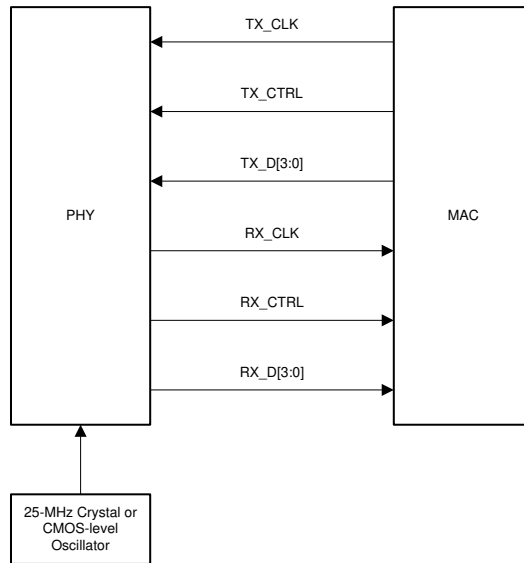 TX_CLK
TX_CTRL
TX_D[3:0]
PHY
MAC
RX_CLK
RX_CTRL
RX_D[3:0]
25-MHz Crystal or
CMOS-level
Oscillator